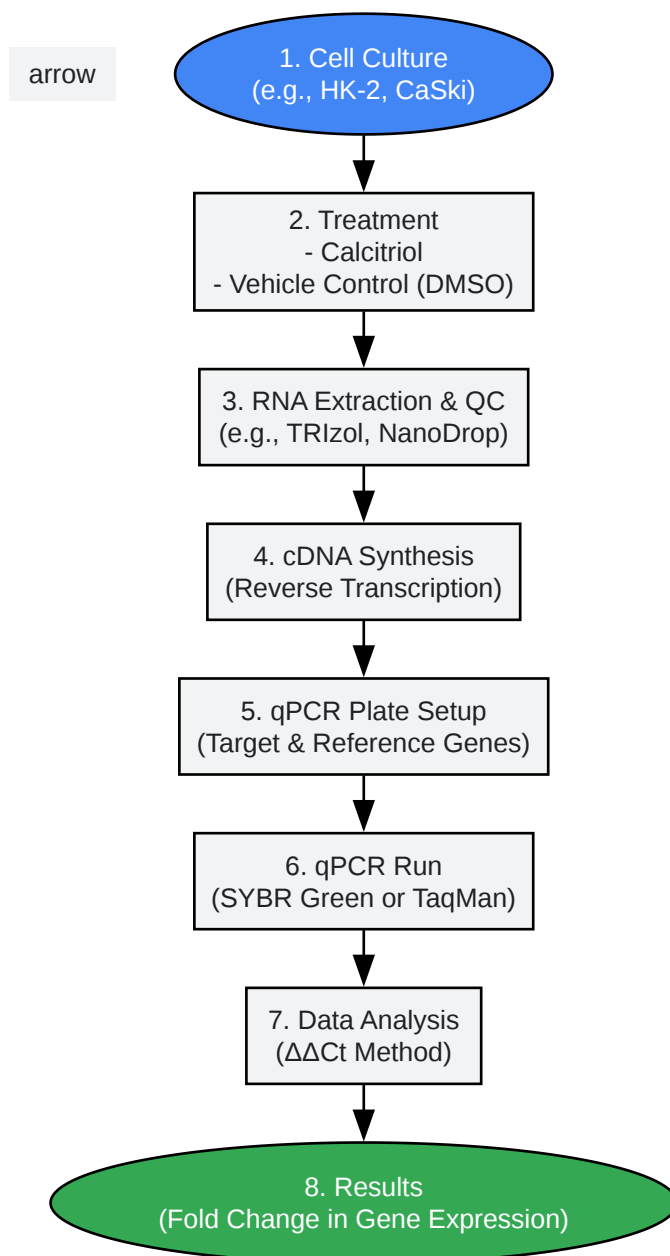 arrow
1. Cell Culture
(e.g., HK-2, CaSki)
2. Treatment
- Calcitriol
- Vehicle Control (DMSO)
3. RNA Extraction & QC
(e.g., TRIzol, NanoDrop)
4. cDNA Synthesis
(Reverse Transcription)
5. qPCR Plate Setup
(Target & Reference Genes)
6. qPCR Run
(SYBR Green or TaqMan)
7. Data Analysis
(ΔΔCt Method)
8. Results
(Fold Change in Gene Expression)